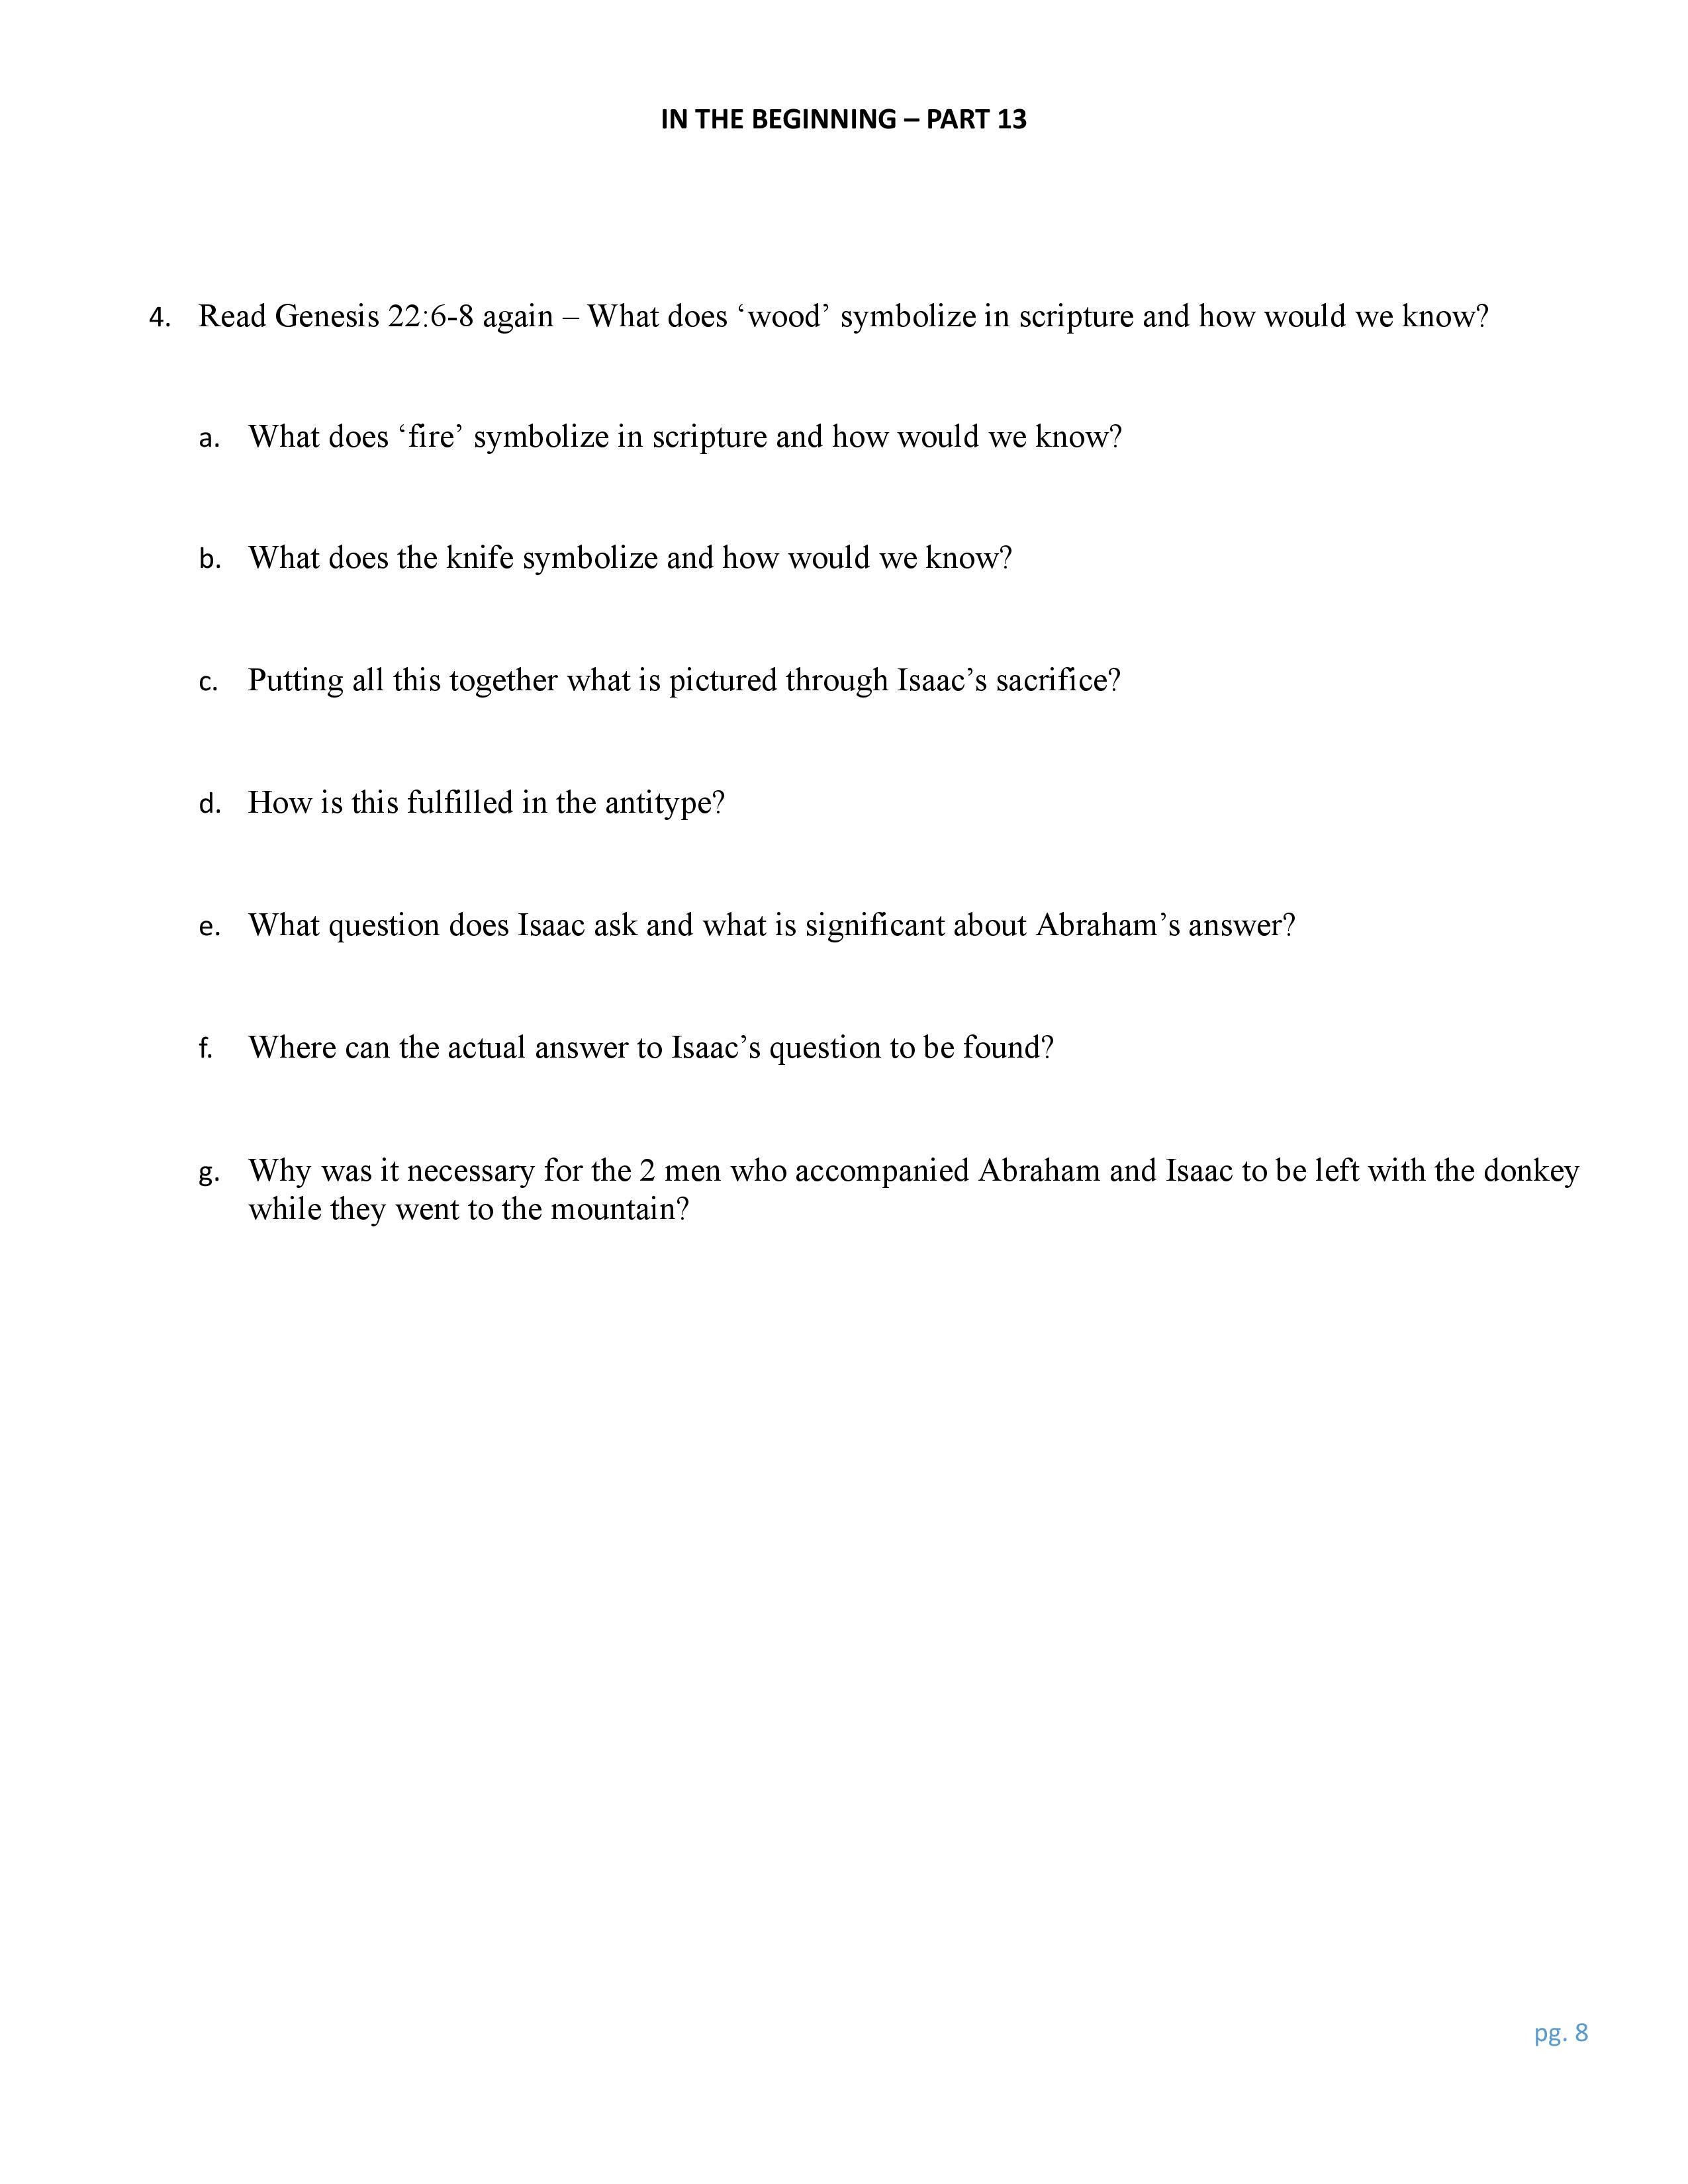 IN THE BEGINNING – PART 13
4. Read Genesis 22:6-8 again – What does ‘wood’ symbolize in scripture and how would we know?
a. What does ‘fire’ symbolize in scripture and how would we know?
b. What does the knife symbolize and how would we know?
c. Putting all this together what is pictured through Isaac’s sacrifice?
d. How is this fulfilled in the antitype?
e. What question does Isaac ask and what is significant about Abraham’s answer?
f. Where can the actual answer to Isaac’s question to be found?
g. Why was it necessary for the 2 men who accompanied Abraham and Isaac to be left with the donkey
while they went to the mountain?
pg. 8